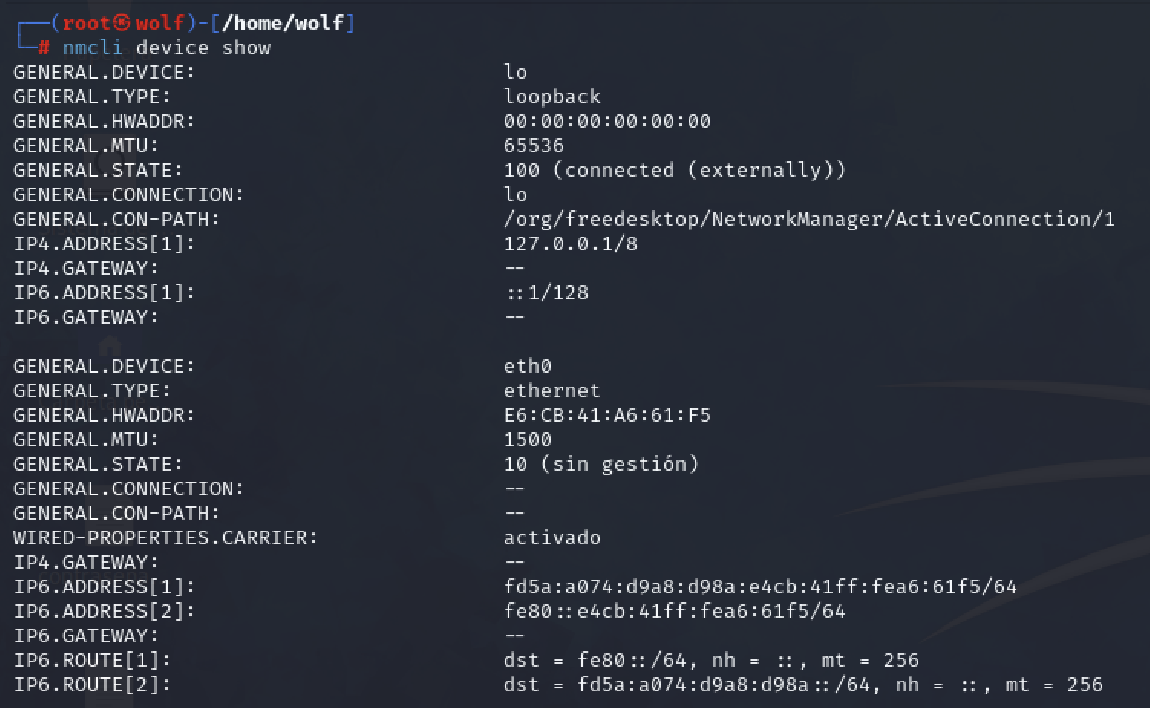 ┌──(root㉿wolf)-[/home/wolf]
└─# nmcli device show
GENERAL.DEVICE: lo
GENERAL.TYPE: loopback
GENERAL.HWADDR: 00:00:00:00:00:00
GENERAL.MTU: 65536
GENERAL.STATE: 100 (connected (externally))
GENERAL.CONNECTION: lo
GENERAL.CON-PATH: /org/freedesktop/NetworkManager/ActiveConnection/1
IP4.ADDRESS[1]: 127.0.0.1/8
IP4.GATEWAY: --
IP6.ADDRESS[1]: ::1/128
IP6.GATEWAY: --
GENERAL.DEVICE: eth0
GENERAL.TYPE: ethernet
GENERAL.HWADDR: E6:CB:41:A6:61:F5
GENERAL.MTU: 1500
GENERAL.STATE: 10 (sin gestión)
GENERAL.CONNECTION: --
GENERAL.CON-PATH: --
WIRED-PROPERTIES.CARRIER: activado
IP4.GATEWAY: --
IP6.ADDRESS[1]: fd5a:a074:d9a8:d98a:e4cb:41ff:fea6:61f5/64
IP6.ADDRESS[2]: fe80::e4cb:41ff:fea6:61f5/64
IP6.GATEWAY: --
IP6.ROUTE[1]: dst = fe80::/64, nh = ::, mt = 256
IP6.ROUTE[2]: dst = fd5a:a074:d9a8:d98a::/64, nh = ::, mt = 256